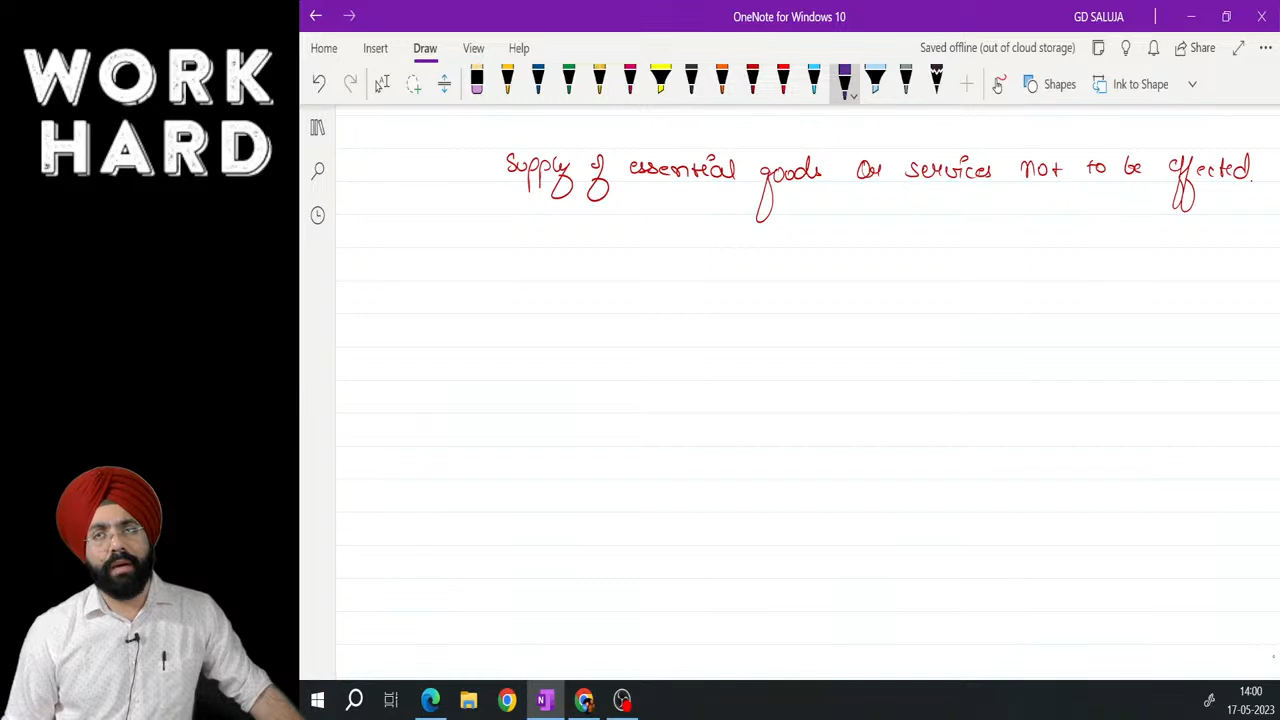 WORK
HARD
OneNote for Windows 10
GD SALUJA
Home Insert Draw View Help
Saved offline (out of cloud storage)
Share
Shapes
Ink to Shape
Supply of essential goods or services not to be effected.
14:00
17-05-2023